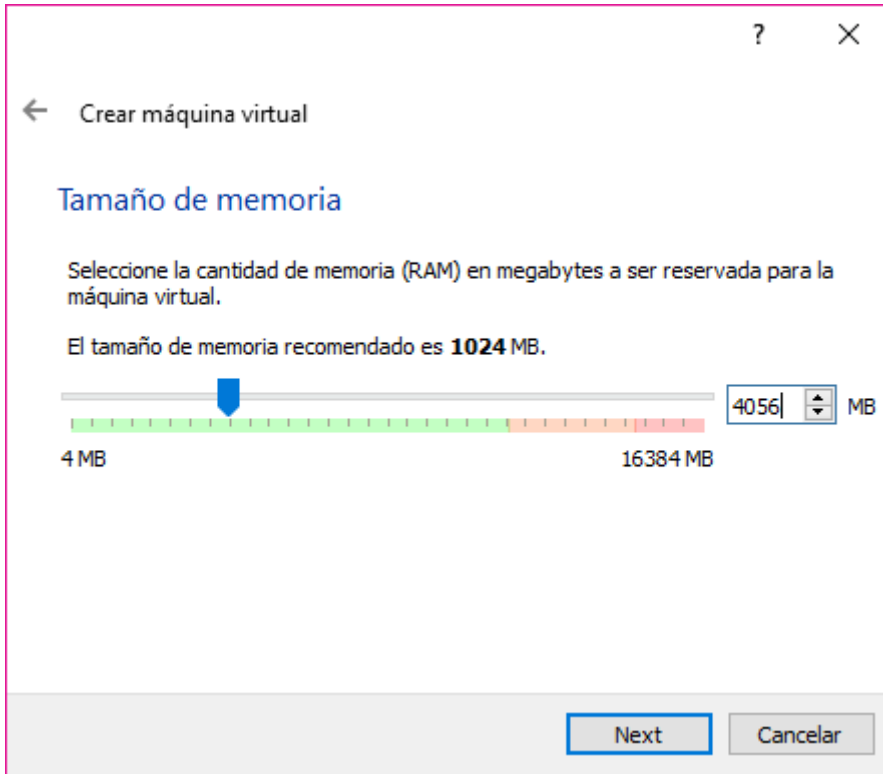 ?
Crear máquina virtual
Tamaño de memoria
Seleccione la cantidad de memoria (RAM) en megabytes a ser reservada para la
máquina virtual.
El tamaño de memoria recomendado es 1024 MB.
4056 MB
4 MB 16384 MB
Next Cancelar